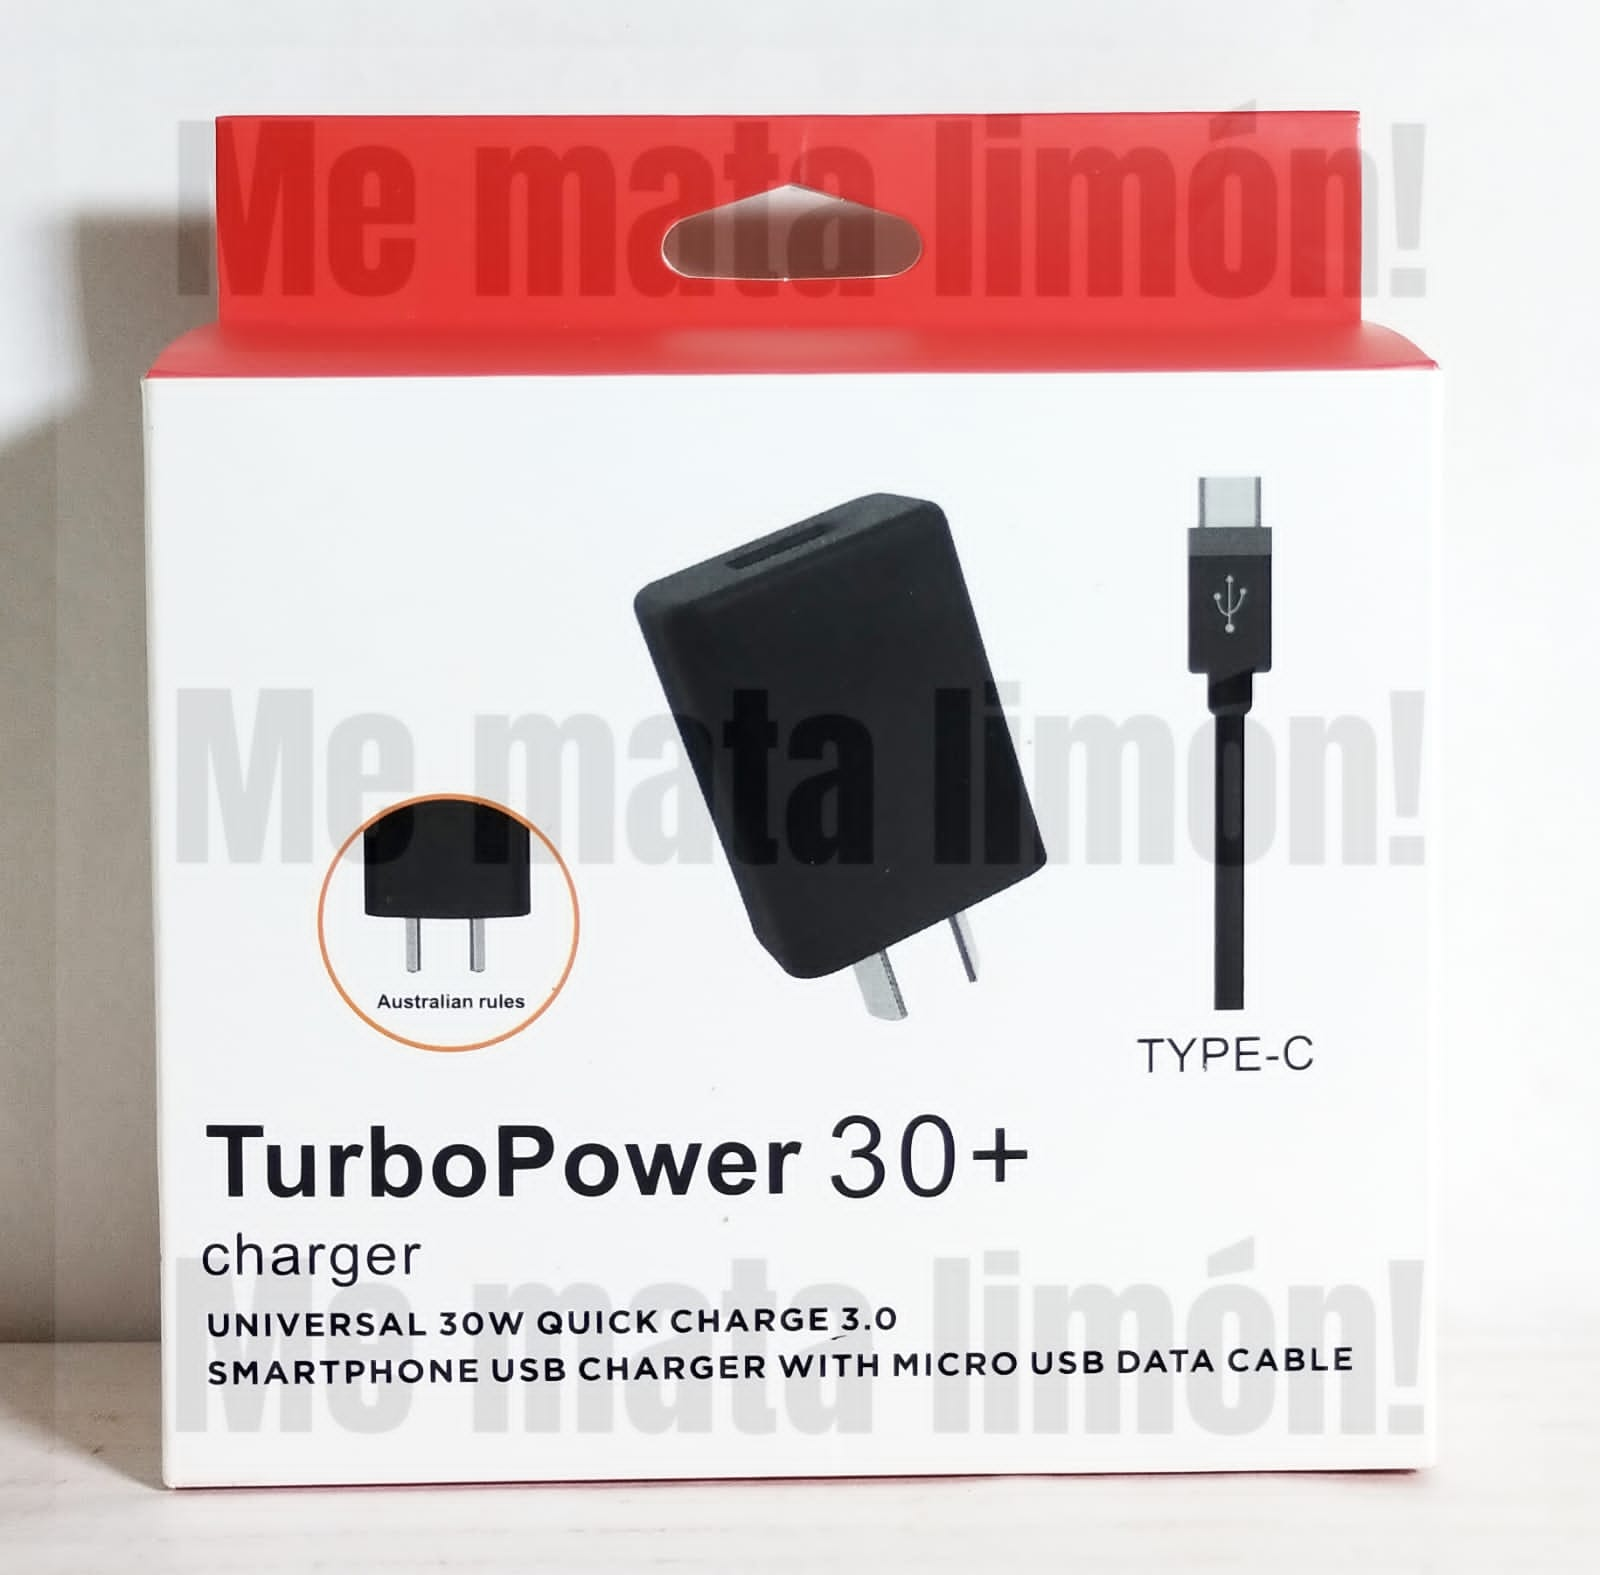 Me mata limón!
Me mata limón!
Australian rules
TYPE-C
TurboPower 30+
charger
Me mata limón!
UNIVERSAL 30W QUICK CHARGE 3.0
SMARTPHONE USB CHARGER WITH MICRO USB DATA CABLE